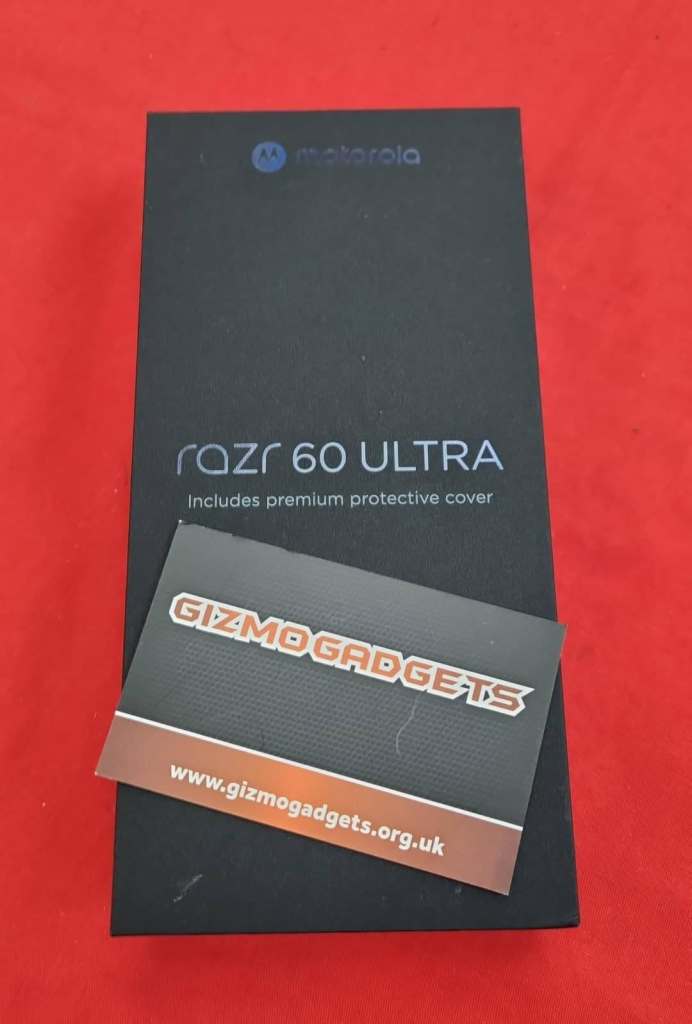 motorola
razr 60 ULTRA
Includes premium protective cover
GIZMOGADGETS
www.gizmogadgets.org.uk